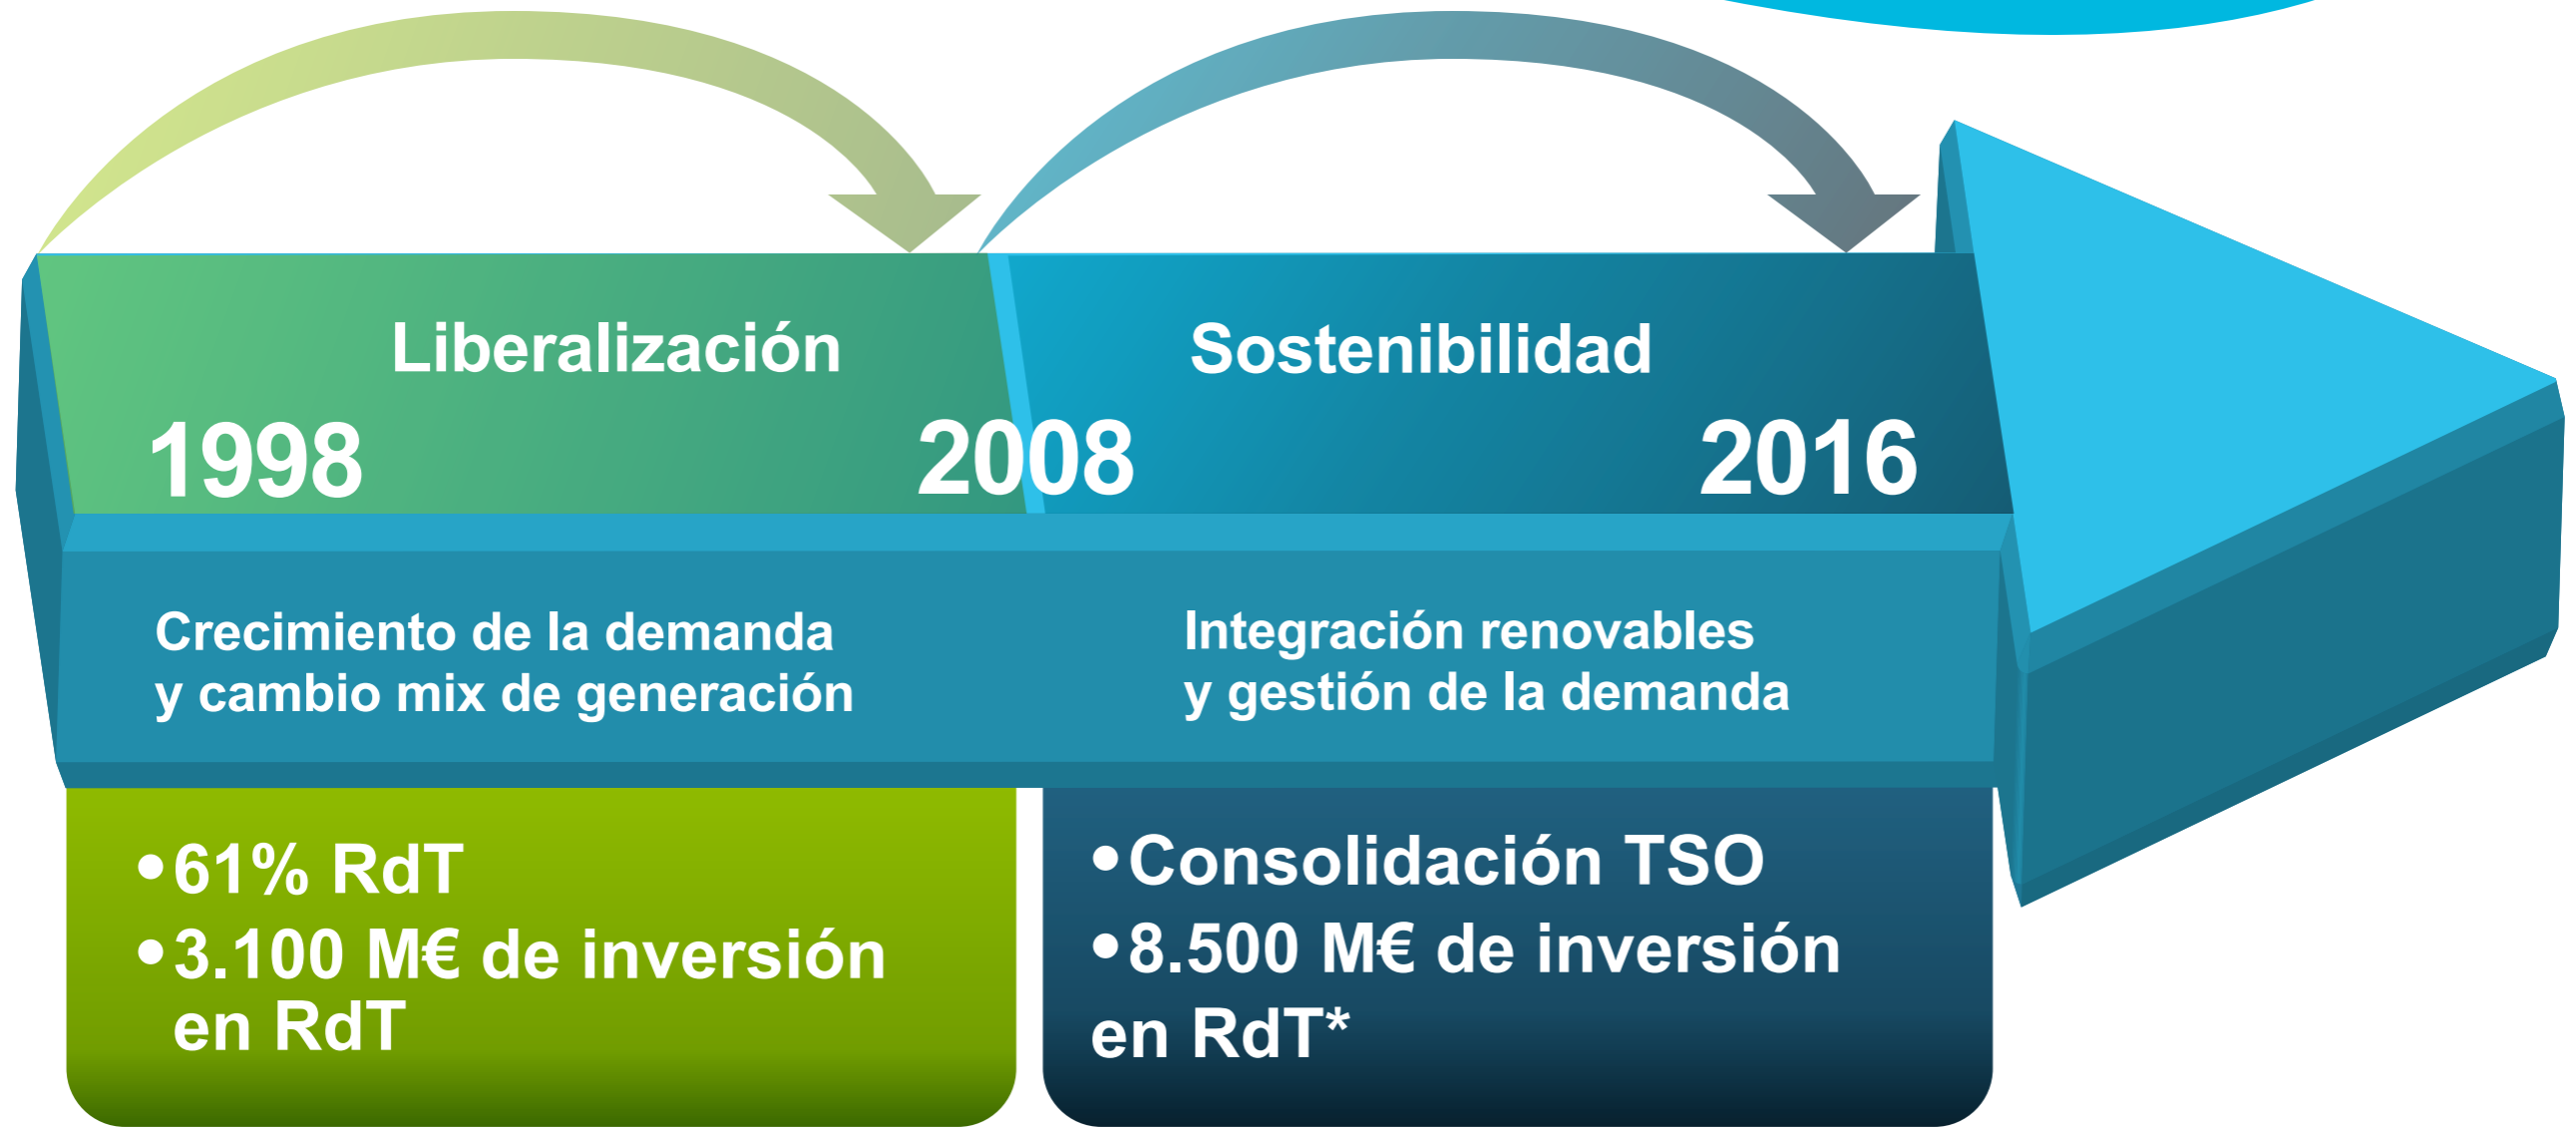 Liberalización
Sostenibilidad
1998
2008
2016
Crecimiento de la demanda
y cambio mix de generación
Integración renovables
y gestión de la demanda
•61% RdT
•3.100 M€ de inversión
en RdT
•Consolidación TSO
•8.500 M€ de inversión
en RdT*